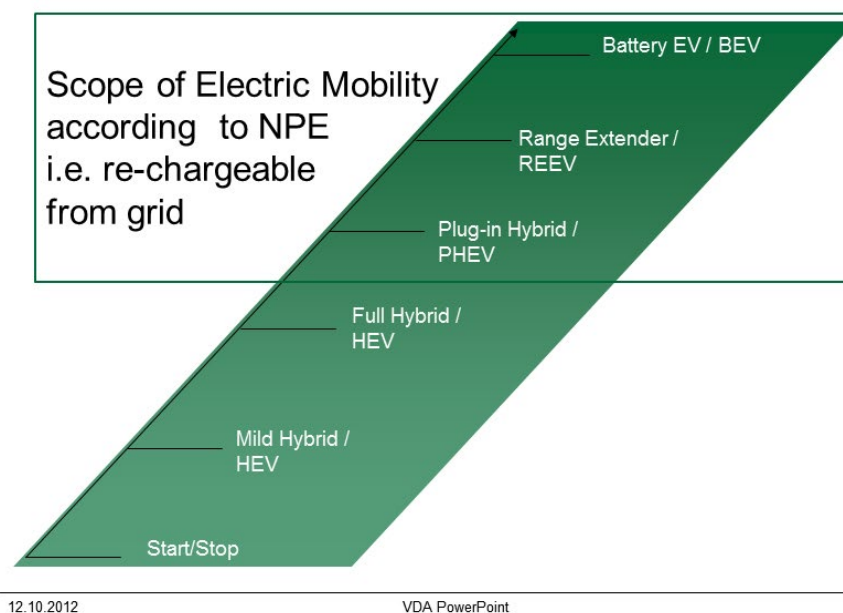 Battery EV / BEV
Scope of Electric Mobility
according to NPE
i.e. re-chargeable
from grid
Range Extender /
REEV
Plug-in Hybrid /
PHEV
Full Hybrid /
HEV
Mild Hybrid /
HEV
Start/Stop
12.10.2012
VDA PowerPoint